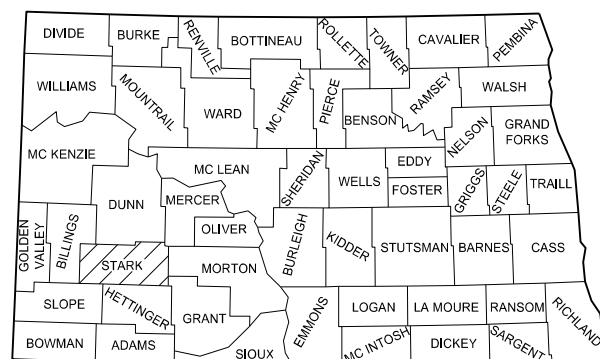 DIVIDE
BURKE
RENVILLE
BOTTINEAU
ROLLETTE
TOWNER
CAVALIER
PEMBINA
WILLIAMS
MOUNTRAIL
WARD
MC HENRY
PIERCE
BENSON
RAMSEY
WALSH
NELSON
GRAND
FORKS
MC KENZIE
DUNN
MC LEAN
MERCER
OLIVER
SHERIDAN
WELLS
EDDY
FOSTER
GRIGGS
STEELE
TRAILL
GOLDEN
VALLEY
BILLINGS
STARK
MORTON
BURLEIGH
KIDDER
STUTSMAN
BARNES
CASS
SLOPE
HETTINGER
GRANT
EMMONS
LOGAN
LA MOURE
RANSOM
RICHLAND
BOWMAN
ADAMS
SIOUX
MC INTOSH
DICKEY
SARGENT